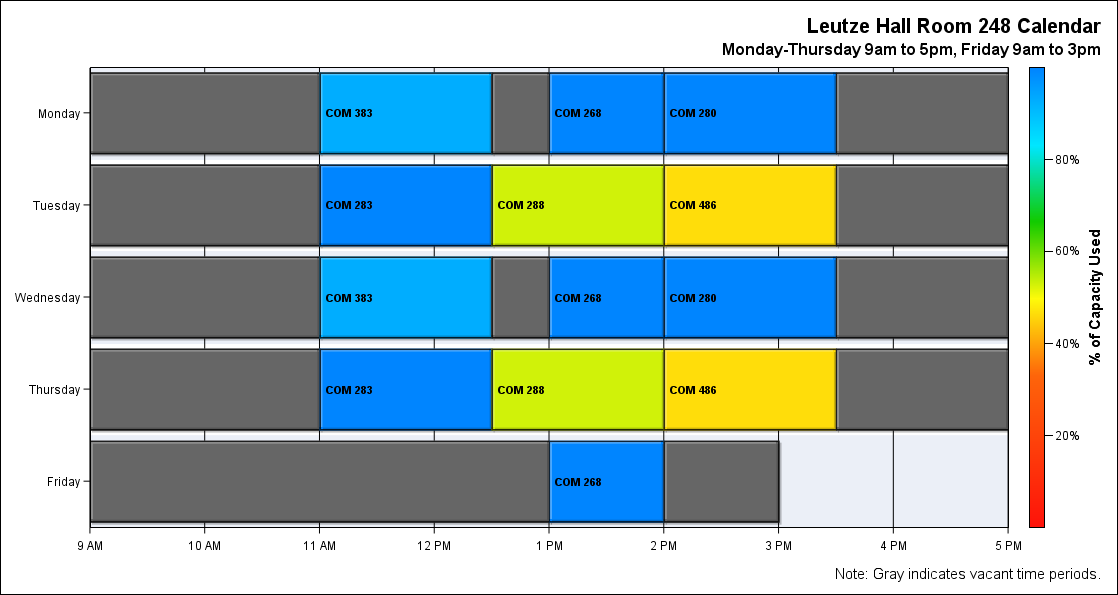 Leutze Hall Room 248 Calendar
Monday-Thursday 9am to 5pm, Friday 9am to 3pm
Monday
COM 383
COM 268
COM 280
Tuesday
COM 283
COM 288
COM 486
Wednesday
COM 383
COM 268
COM 280
Thursday
COM 283
COM 288
COM 486
Friday
COM 268
9 AM
10 AM
11 AM
12 PM
1 PM
2 PM
3 PM
4 PM
5 PM
80%
60%
40%
20%
% of Capacity Used
Note: Gray indicates vacant time periods.